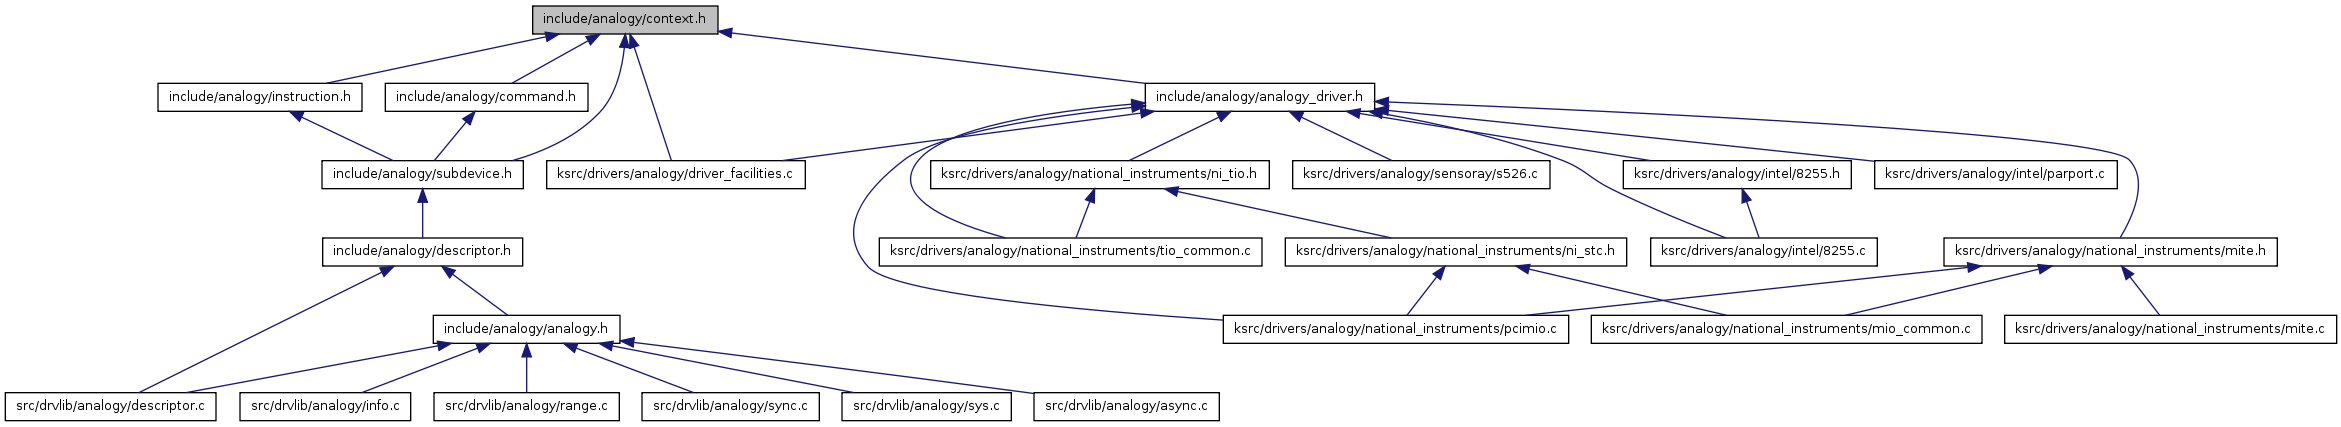 include/analogy/context.h
include/analogy/instruction.h
include/analogy/command.h
include/analogy/analogy_driver.h
include/analogy/subdevice.h
ksrc/drivers/analogy/driver_facilities.c
ksrc/drivers/analogy/national_instruments/ni_tio.h
ksrc/drivers/analogy/sensoray/s526.c
ksrc/drivers/analogy/intel/8255.h
ksrc/drivers/analogy/intel/parport.c
include/analogy/descriptor.h
ksrc/drivers/analogy/national_instruments/tio_common.c
ksrc/drivers/analogy/national_instruments/ni_stc.h
ksrc/drivers/analogy/intel/8255.c
ksrc/drivers/analogy/national_instruments/mite.h
include/analogy/analogy.h
ksrc/drivers/analogy/national_instruments/pcimio.c
ksrc/drivers/analogy/national_instruments/mio_common.c
ksrc/drivers/analogy/national_instruments/mite.c
src/drvlib/analogy/descriptor.c
src/drvlib/analogy/info.c
src/drvlib/analogy/range.c
src/drvlib/analogy/sync.c
src/drvlib/analogy/sys.c
src/drvlib/analogy/async.c